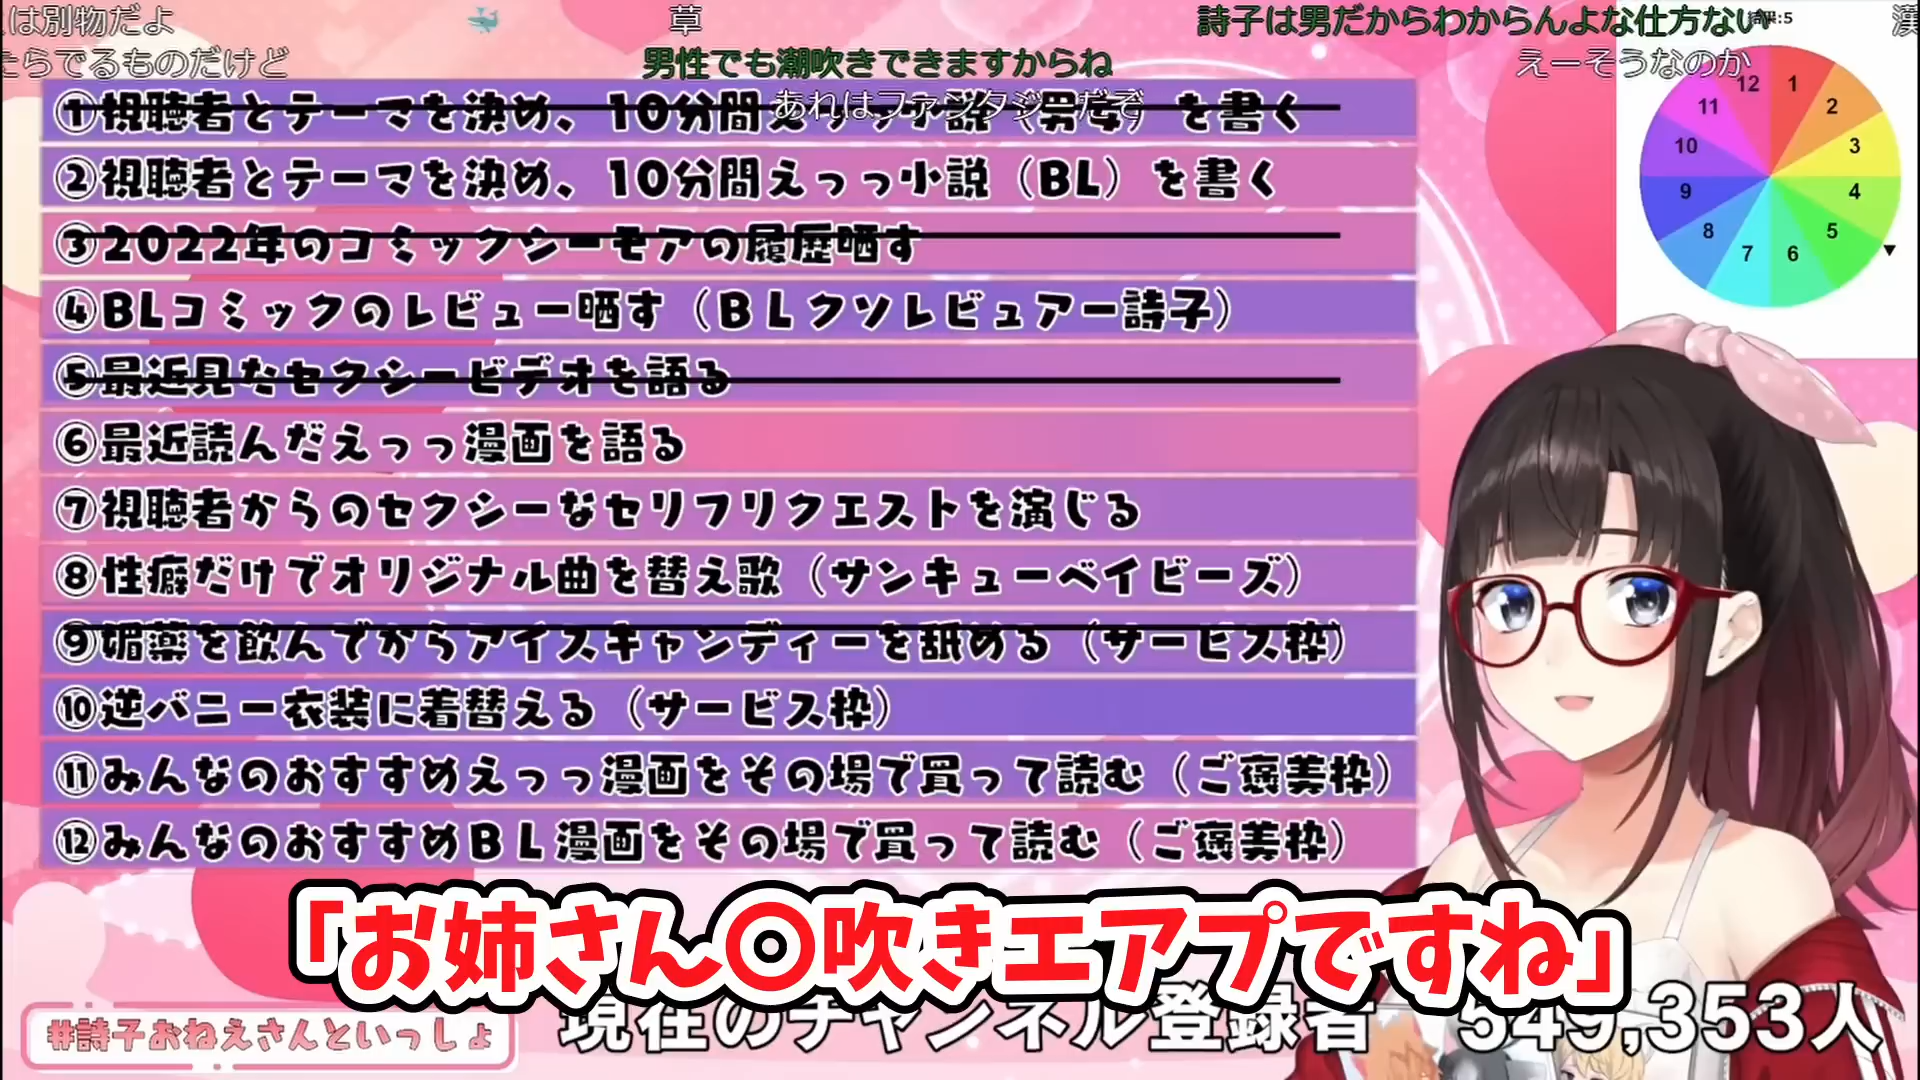 は別物だよ
草
詩子は男だからわからんよな仕方ない
:5
漢
らでるものだけど
男性でも潮吹きできますからね
えーそうなのか
あれはファンタジーだぞ
①視聴者とテーマを決め、10分間えっっ小説（男女）を書く
②視聴者とテーマを決め、10分間えっっ小説（BL）を書く
③2022年のコミックシーモアの履歴晒す
④BLコミックのレビュー晒す（ＢＬクソレビュアー詩子）
⑤最近見たセクシービデオを語る
⑥最近読んだえっっ漫画を語る
⑦視聴者からのセクシーなセリフリクエストを演じる
⑧性癖だけでオリジナル曲を替え歌（サンキューベイビーズ）
⑨媚薬を飲んでからアイスキャンディーを舐める（サービス枠）
⑩逆バニー衣装に着替える（サービス枠）
⑪みんなのおすすめえっっ漫画をその場で買って読む（ご褒美枠）
⑫みんなのおすすめＢＬ漫画をその場で買って読む（ご褒美枠）
1
2
3
4
5
6
7
8
9
10
11
12
「お姉さん〇吹きエアプですね」
#詩子おねえさんといっしょ
現在のチャンネル登録者 549,353人